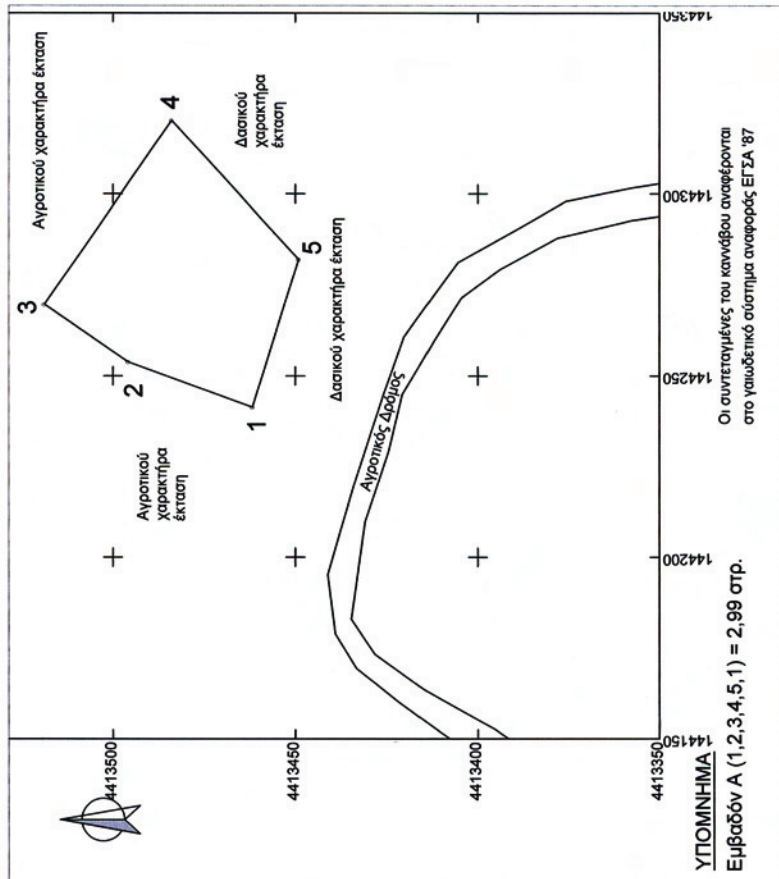 Αγροτικού χαρακτήρα έκταση
3
4
Δασικού
χαρακτήρα
έκταση
2
5
1
Δασικού χαρακτήρα έκταση
Αγροτικού
χαρακτήρα
έκταση
Αγροτικός Δρόμος
4413500
4413450
4413400
4413350
144150
144200
144250
144300
144350
Οι συντεταγμένες του καννάβου αναφέρονται
στο γαιωδετικό σύστημα αναφοράς ΕΓΣΑ '87
ΥΠΟΜΝΗΜΑ
Εμβαδόν Α (1,2,3,4,5,1) = 2,99 στρ.